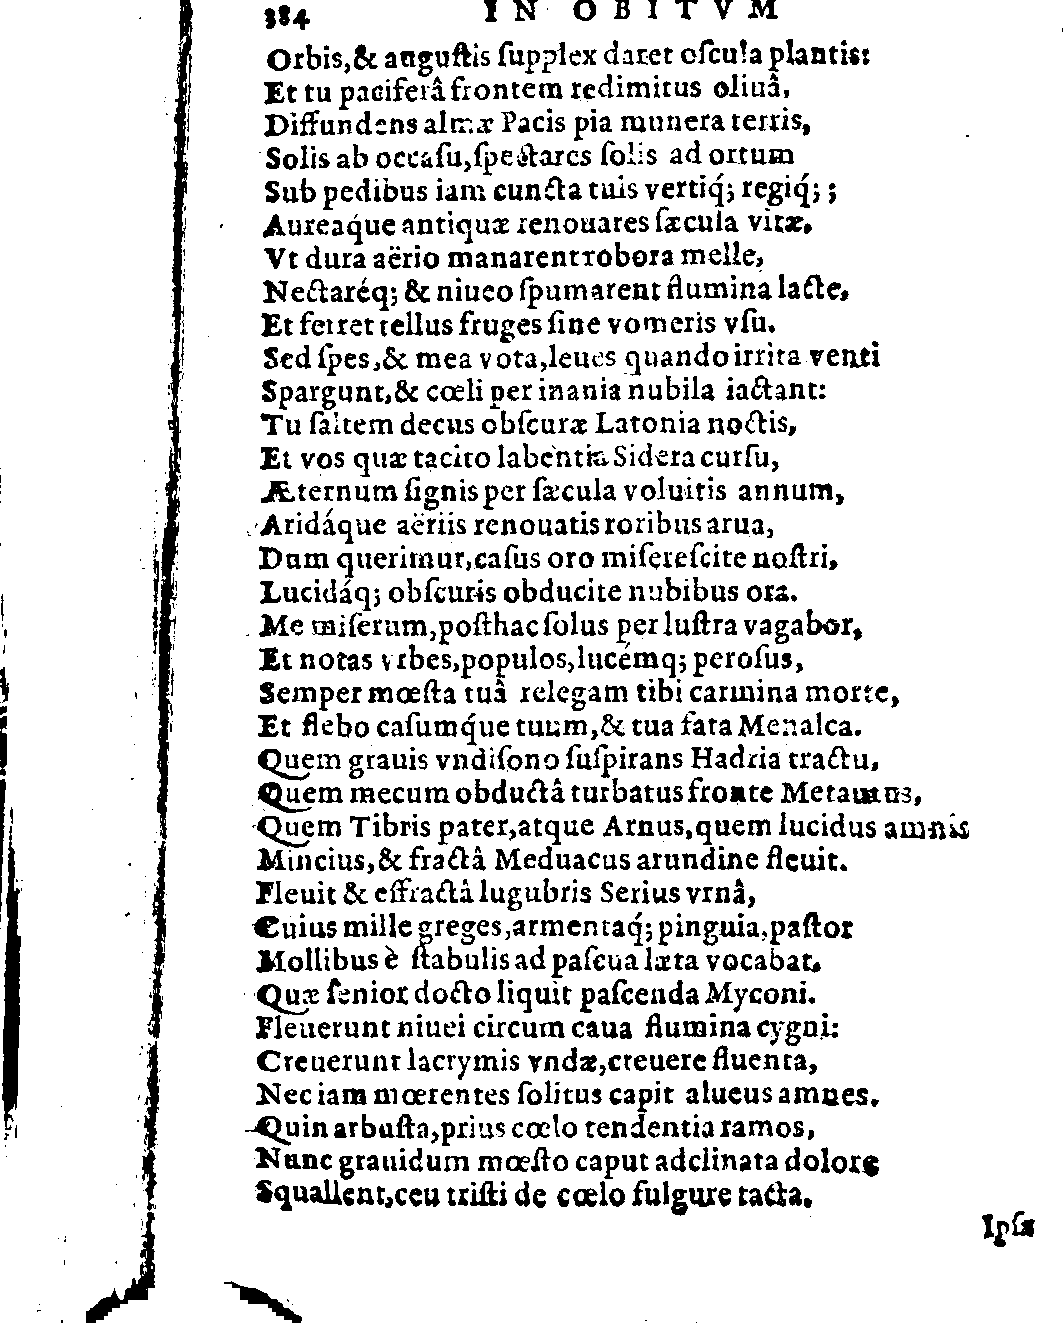 384 IN OBITVM
Orbis,& anguſtis ſupplex daret oſcula plantis:
Et tu paciferâ frontem redimitus oliuâ,
Diffundens almæ Pacis pia munera terris,
Solis ab occaſu,ſpectares ſolis ad ortum
Sub pedibus iam cuncta tuis vertiq́; regiq́; ;
Aureaq́ue antiquæ renouares ſæcula vitæ,
Vt dura aërio manarent robora melle,
Nectaréq; & niueo ſpumarent flumina lacte,
Et ferret tellus fruges ſine vomeris vſu.
Sed ſpes,& mea vota,leues quando irrita venti
Spargunt,& cœli per inania nubila iactant:
Tu ſaltem decus obſcuræ Latonia noctis,
Et vos quæ tacito labentia Sidera curſu,
Æternum ſignis per ſæcula voluitis annum,
Aridáque aëriis renouatis roribus arua,
Dum querimur,caſus oro miſereſcite noſtri,
Lucidáq; obſcuris obducite nubibus ora.
Me miſerum,poſthac ſolus per luſtra vagabor,
Et notas vrbes,populos,lucémq; peroſus,
Semper mœſta tuâ relegam tibi carmina morte,
Et flebo caſumq́ue tuum,& tua fata Menalca.
Quem grauis vndiſono ſuſpirans Hadria tractu,
Quem mecum obductâ turbatus fronte Metaurus,
Quem Tibris pater,atque Arnus,quem lucidus amnis
Mincius,& fractâ Meduacus arundine fleuit.
Fleuit & effractâ lugubris Serius vrnâ,
Cuius mille greges,armentaq́; pinguia,paſtor
Mollibus è ſtabulis ad paſcua læta vocabat,
Quæ ſenior docto liquit paſcenda Myconi.
Fleuerunt niuei circum caua flumina cygni:
Creuerunt lacrymis vndæ,creuere fluenta,
Nec iam mœrentes ſolitus capit alueus amnes.
Quin arbuſta,prius cœlo tendentia ramos,
Nunc grauidum mœſto caput adclinata dolore
Squallent,ceu triſti de cœlo fulgure tacta.
Ipſa